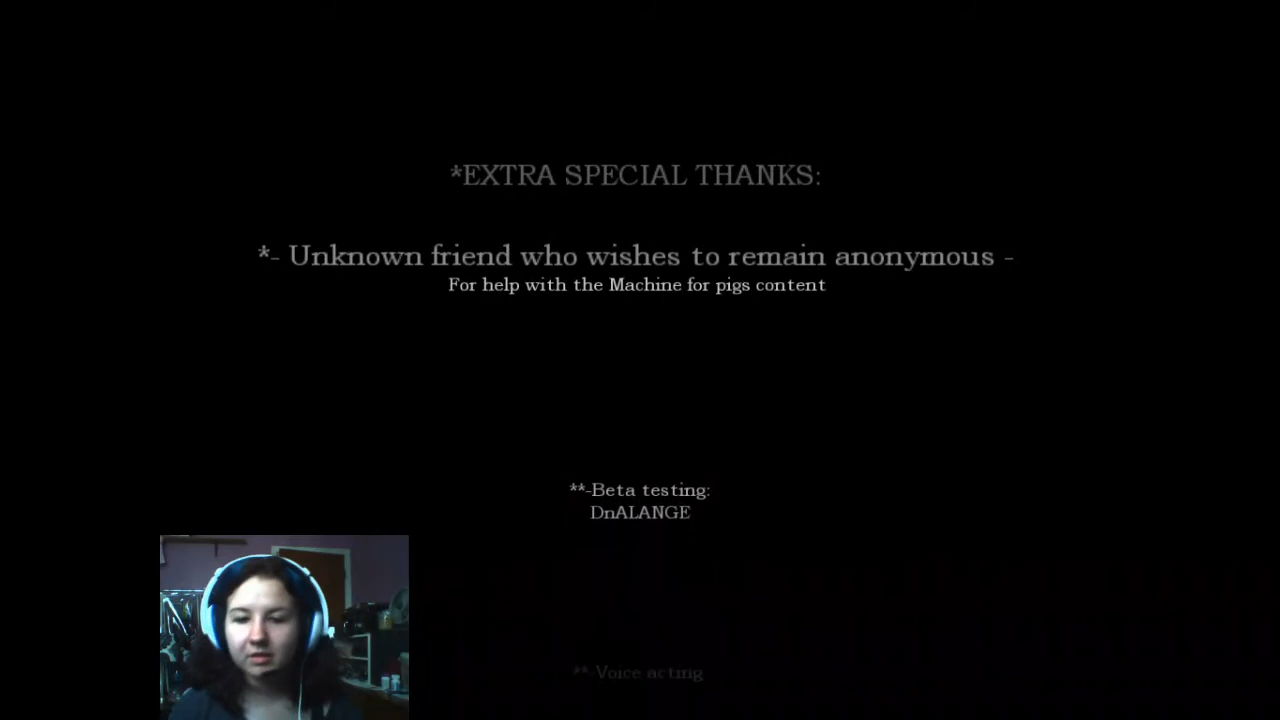 *EXTRA SPECIAL THANKS:
*- Unknown friend who wishes to remain anonymous -
For help with the Machine for pigs content
**-Beta testing:
DnALANGE
** Voice acting